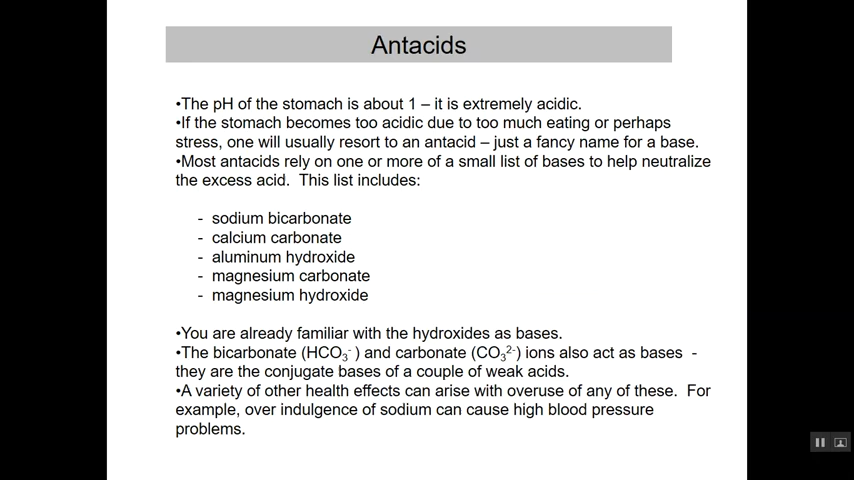 Antacids
•The pH of the stomach is about 1 – it is extremely acidic.
•If the stomach becomes too acidic due to too much eating or perhaps
stress, one will usually resort to an antacid – just a fancy name for a base.
•Most antacids rely on one or more of a small list of bases to help neutralize
the excess acid.  This list includes:
- sodium bicarbonate
- calcium carbonate
- aluminum hydroxide
- magnesium carbonate
- magnesium hydroxide
•You are already familiar with the hydroxides as bases.
•The bicarbonate (HCO₃⁻ ) and carbonate (CO₃²⁻) ions also act as bases  -
they are the conjugate bases of a couple of weak acids.
•A variety of other health effects can arise with overuse of any of these.  For
example, over indulgence of sodium can cause high blood pressure
problems.